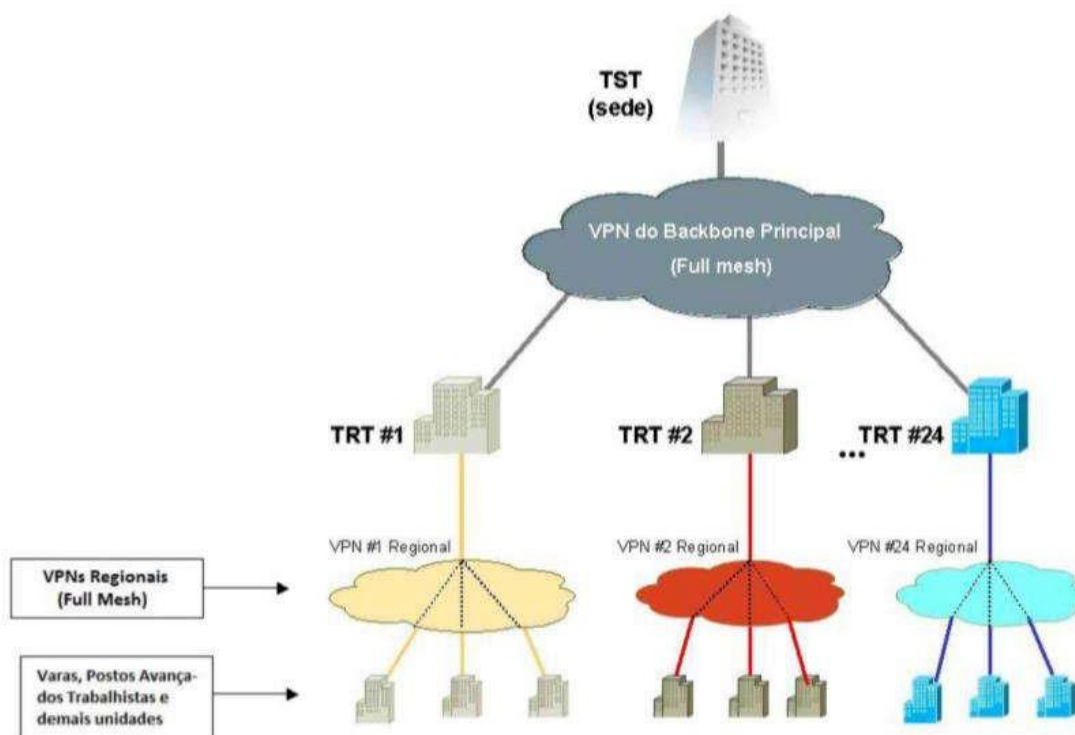 TST
(sede)
VPN do Backbone Principal
(Full mesh)
TRT #1
TRT #2
... TRT #24
VPN #1 Regional
VPN #2 Regional
VPN #24 Regional
VPNs Regionais
(Full Mesh)
Varas, Postos Avança-
dos Trabalhistas e
demais unidades